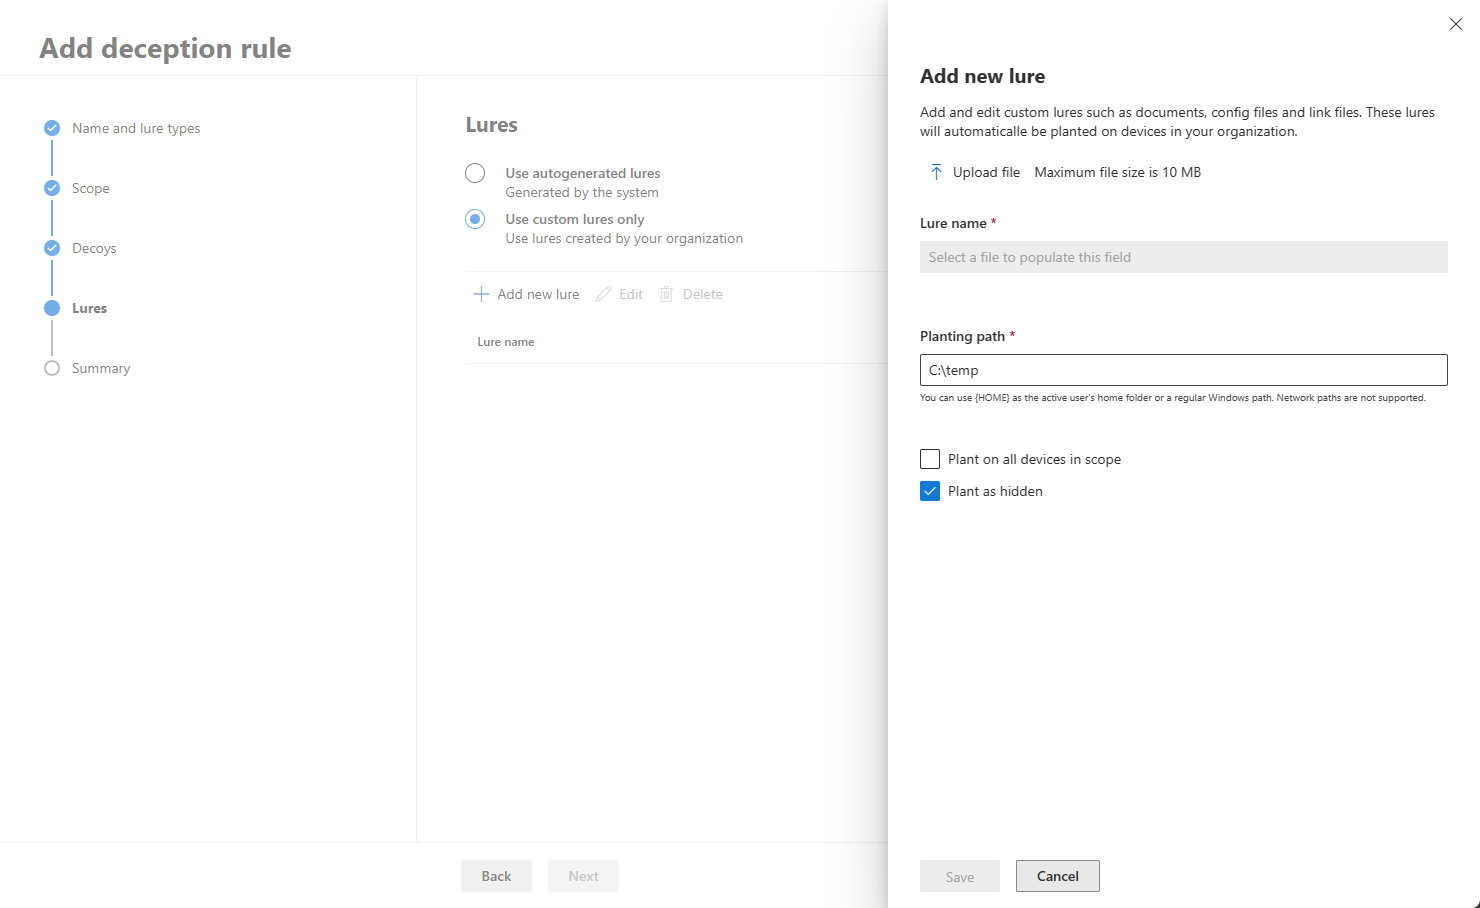 Add deception rule
Name and lure types
Scope
Decoys
Lures
Summary
Lures
Use autogenerated lures
Generated by the system
Use custom lures only
Use lures created by your organization
Add new lure Edit Delete
Lure name
Back Next
Add new lure
Add and edit custom lures such as documents, config files and link files. These lures
will automaticalle be planted on devices in your organization.
Upload file Maximum file size is 10 MB
Lure name *
Select a file to populate this field
Planting path *
C:\temp
You can use {HOME} as the active user's home folder or a regular Windows path. Network paths are not supported.
Plant on all devices in scope
Plant as hidden
Save Cancel